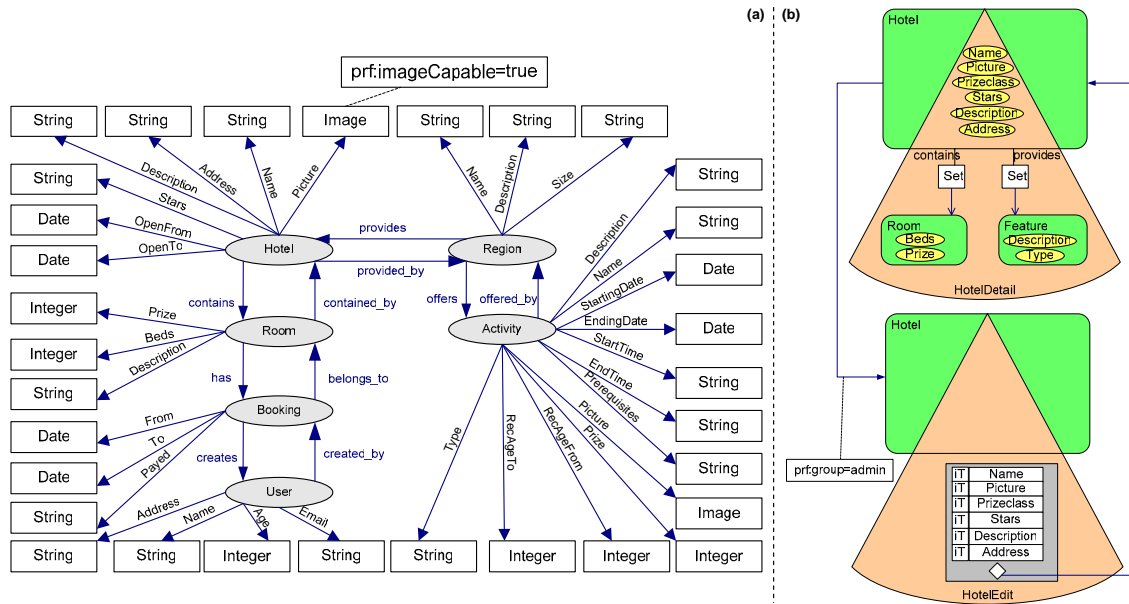 (a)
prf:imageCapable=true
String
String
String
Image
String
String
String
Description
Address
Name
Picture
Name
Description
Size
String
Stars
Date
OpenFrom
Date
OpenTo
Hotel
provides
Region
provided_by
Description
String
Name
String
StartingDate
Date
EndingDate
Date
StartTime
String
EndTime
String
Prerequisites
String
Picture
Image
Prize
Integer
contains
contained_by
offers
offered_by
Integer
Prize
Integer
Beds
String
Description
Room
Activity
has
belongs_to
Date
From
Date
To
String
Payed
Booking
creates
created_by
User
Address
Name
Age
Email
Type
RecAgeTo
RecAgeFrom
String
String
Integer
String
String
Integer
Integer
(b)
Hotel
Name
Picture
Prizeclass
Stars
Description
Address
contains
provides
Set
Set
Room
Beds
Prize
Feature
Description
Type
HotelDetail
Hotel
prf:group=admin
iT Name
iT Picture
iT Prizeclass
iT Stars
iT Description
iT Address
HotelEdit